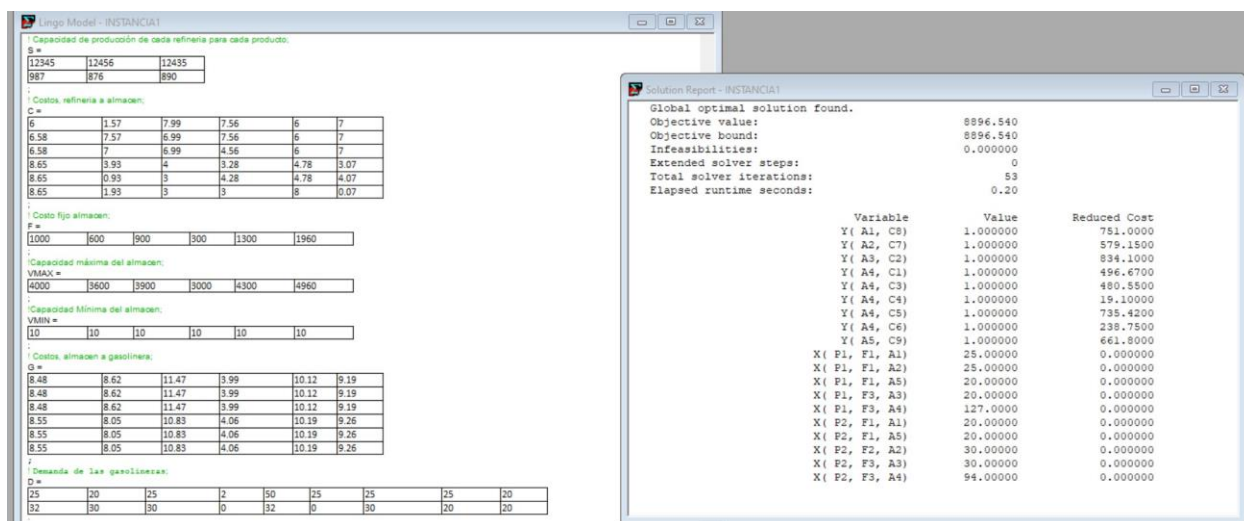 Lingo Model - INSTANCIA1
! Capacidad de producción de cada refineria para cada producto;
S =
12345 12456 12435
987 876 890
;
! Costos, refineria a almacen;
C =
6 1.57 7.99 7.56 6 7
6.58 7.57 6.99 7.56 6 7
6.58 7 6.99 4.56 6 7
8.65 3.93 4 3.28 4.78 3.07
8.65 0.93 3 4.28 4.78 4.07
8.65 1.93 3 3 8 0.07
;
! Costo fijo almacen;
F =
1000 600 900 300 1300 1960
;
!Capacidad máxima del almacen;
VMAX =
4000 3600 3900 3000 4300 4960
;
!Capacidad Mínima del almacen;
VMIN =
10 10 10 10 10 10
;
! Costos, almacen a gasolinera;
G =
8.48 8.62 11.47 3.99 10.12 9.19
8.48 8.62 11.47 3.99 10.12 9.19
8.48 8.62 11.47 3.99 10.12 9.19
8.55 8.05 10.83 4.06 10.19 9.26
8.55 8.05 10.83 4.06 10.19 9.26
8.55 8.05 10.83 4.06 10.19 9.26
;
! Demanda de las gasolineras;
D =
25 20 25 2 50 25 25 25 20
32 30 30 0 32 0 30 20 20
;
Solution Report - INSTANCIA1
Global optimal solution found.
Objective value: 8896.540
Objective bound: 8896.540
Infeasibilities: 0.000000
Extended solver steps: 0
Total solver iterations: 53
Elapsed runtime seconds: 0.20
Variable Value Reduced Cost
Y( A1, C8) 1.000000 751.0000
Y( A2, C7) 1.000000 579.1500
Y( A3, C2) 1.000000 834.1000
Y( A4, C1) 1.000000 496.6700
Y( A4, C3) 1.000000 480.5500
Y( A4, C4) 1.000000 19.10000
Y( A4, C5) 1.000000 735.4200
Y( A4, C6) 1.000000 238.7500
Y( A5, C9) 1.000000 661.8000
X( P1, F1, A1) 25.00000 0.000000
X( P1, F1, A2) 25.00000 0.000000
X( P1, F1, A5) 20.00000 0.000000
X( P1, F3, A3) 20.00000 0.000000
X( P1, F3, A4) 127.0000 0.000000
X( P2, F1, A1) 20.00000 0.000000
X( P2, F1, A5) 20.00000 0.000000
X( P2, F2, A2) 30.00000 0.000000
X( P2, F3, A3) 30.00000 0.000000
X( P2, F3, A4) 94.00000 0.000000